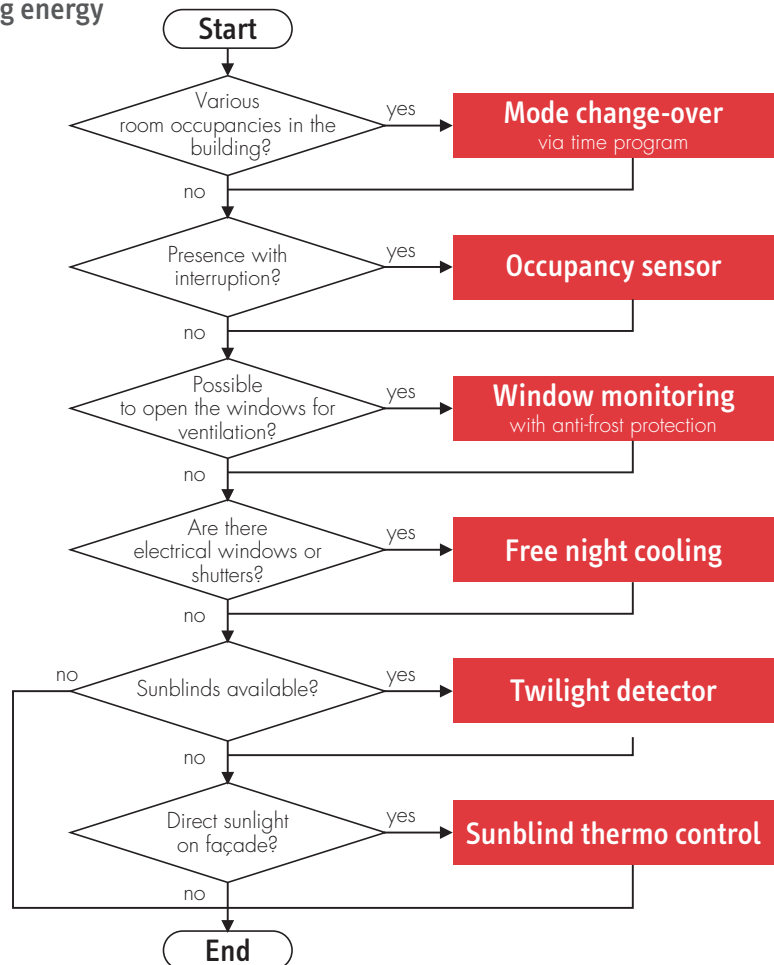 g energy
Start
Various
room occupancies in the
building?
yes
Mode change-over
via time program
no
Presence with
interruption?
yes
Occupancy sensor
no
Possible
to open the windows for
ventilation?
yes
Window monitoring
with anti-frost protection
no
Are there
electrical windows or
shutters?
yes
Free night cooling
no
no
Sunblinds available?
yes
Twilight detector
no
Direct sunlight
on façade?
yes
Sunblind thermo control
no
End